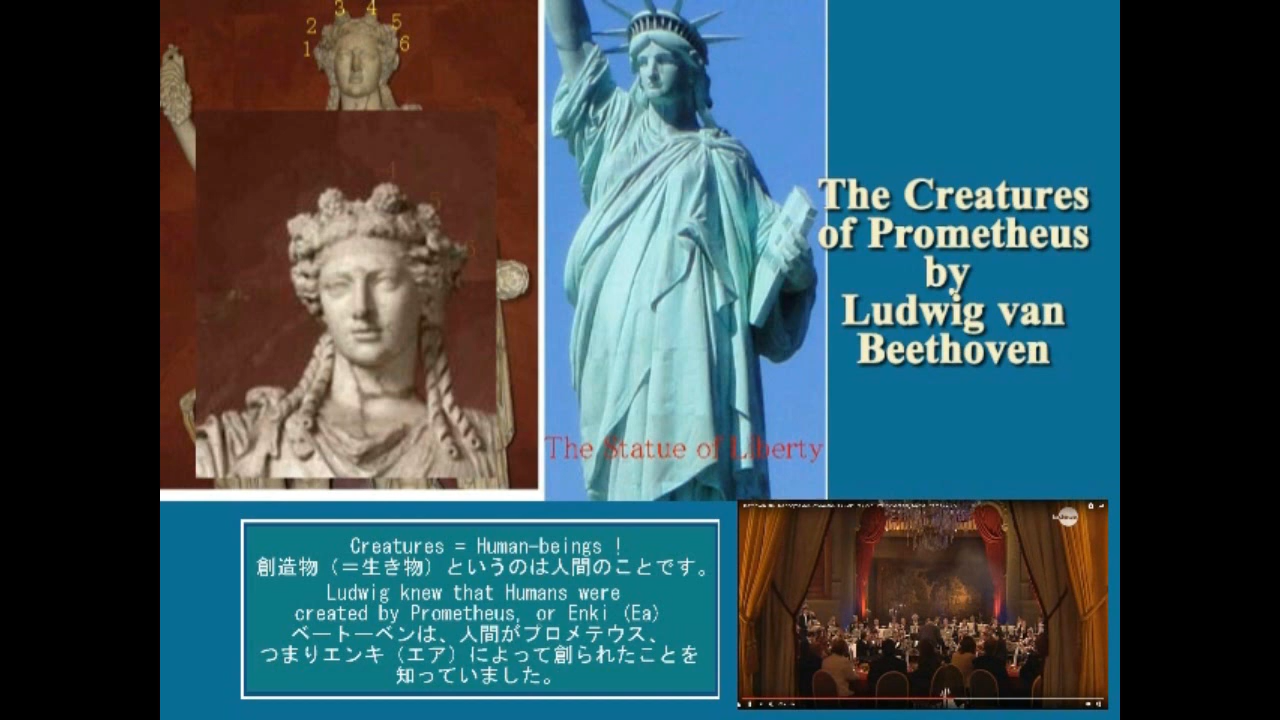 3 4
2 5
1 6
4
5
The Creatures
of Prometheus
by
Ludwig van
Beethoven
The Statue of Liberty
Creatures = Human-beings !
創造物（＝生き物）というのは人間のことです。
Ludwig knew that Humans were
created by Prometheus, or Enki (Ea)
ベートーベンは、人間がプロメテウス、
つまりエンキ（エア）によって創られたことを
知っていました。